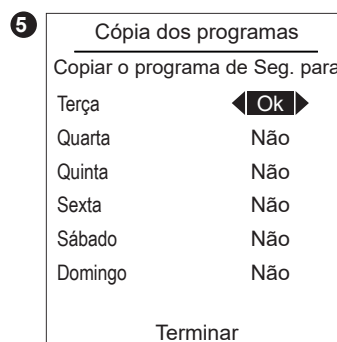 5
Cópia dos programas
Copiar o programa de Seg. para
Terça Ok
Quarta Não
Quinta Não
Sexta Não
Sábado Não
Domingo Não
Terminar